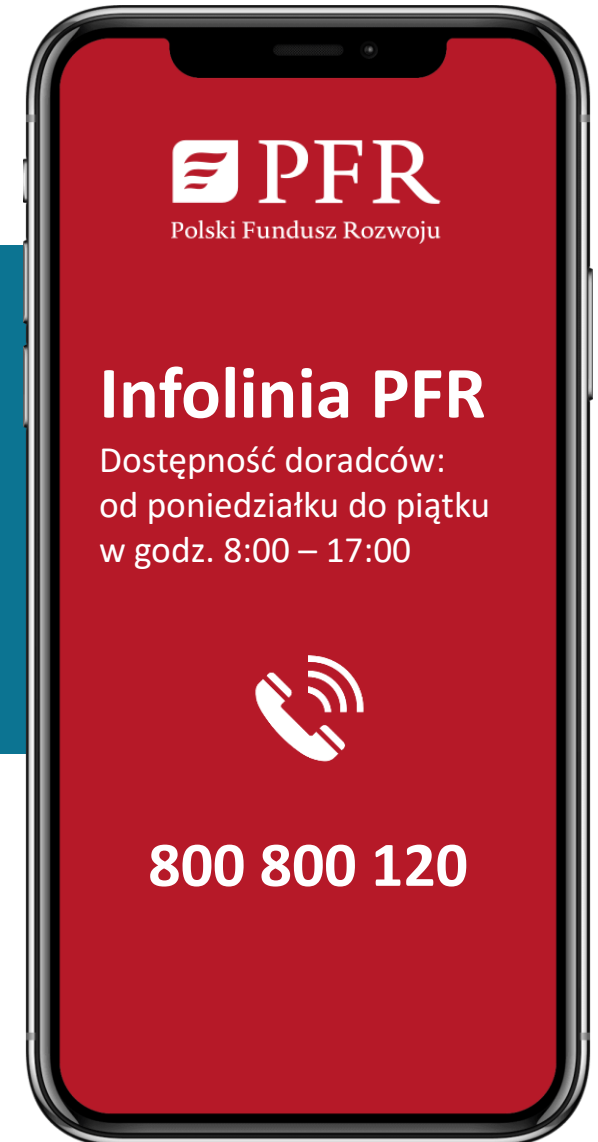 PFR
Polski Fundusz Rozwoju
Infolinia PFR
Dostępność doradców:
od poniedziałku do piątku
w godz. 8:00 – 17:00
800 800 120